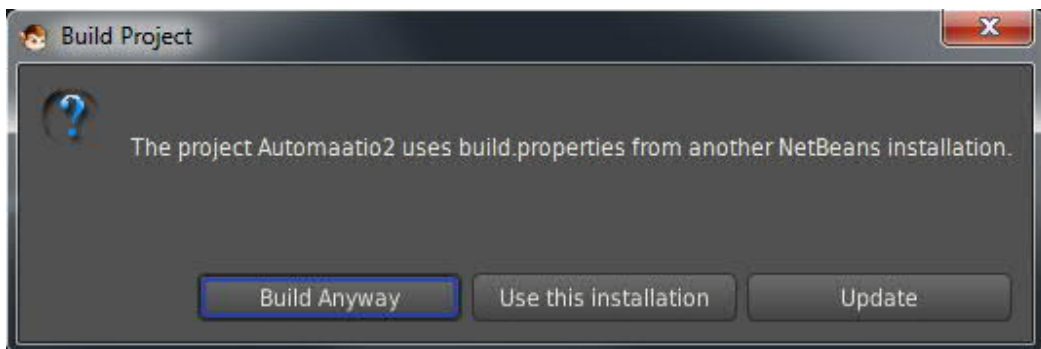 Build Project
The project Automaatio2 uses build.properties from another NetBeans installation.
Build Anyway
Use this installation
Update